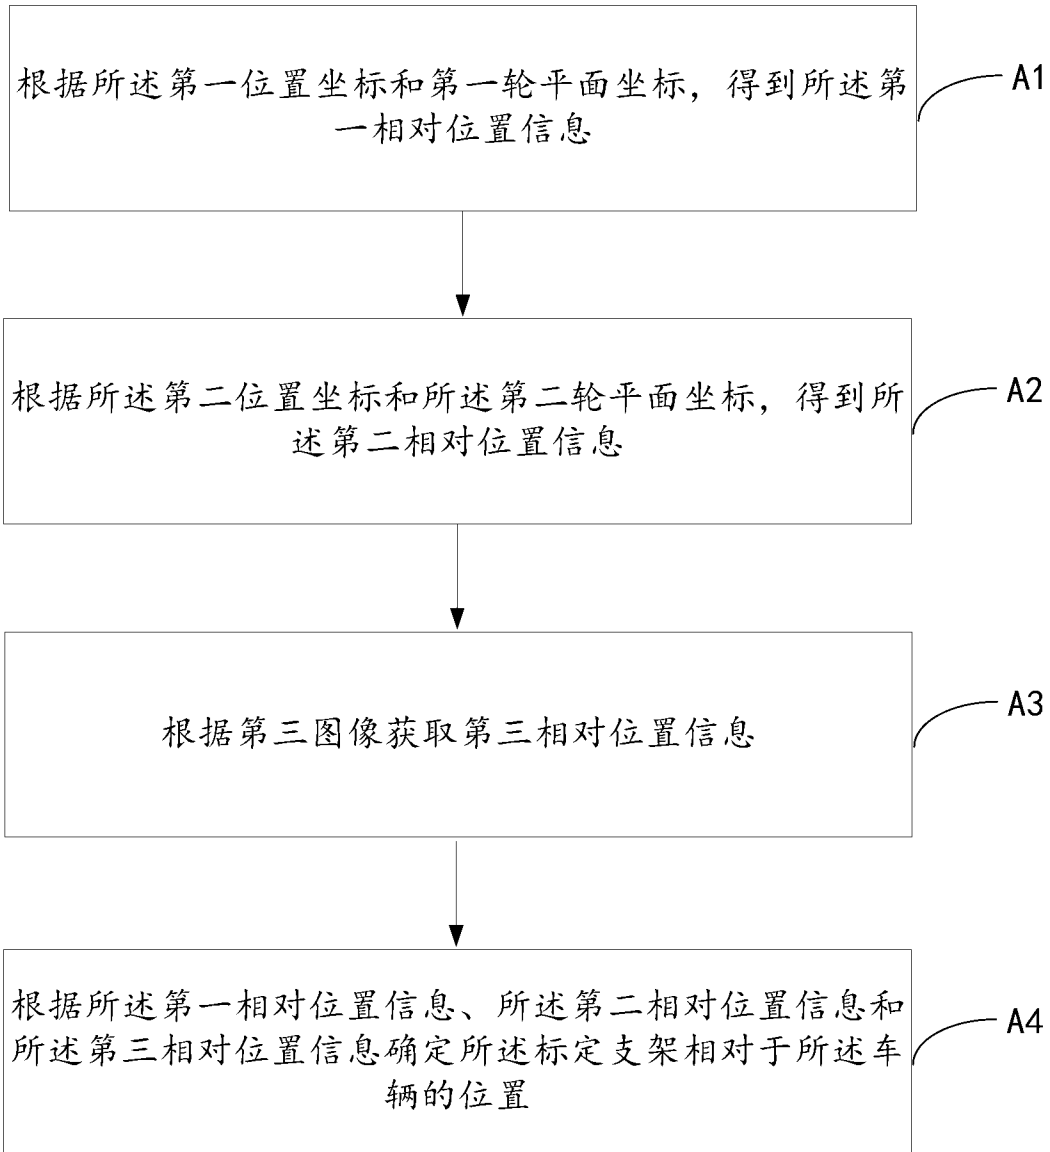 根据所述第一位置坐标和第一轮平面坐标，得到所述第
一相对位置信息
A1
根据所述第二位置坐标和所述第二轮平面坐标，得到所
述第二相对位置信息
A2
根据第三图像获取第三相对位置信息
A3
根据所述第一相对位置信息、所述第二相对位置信息和
所述第三相对位置信息确定所述标定支架相对于所述车
辆的位置
A4